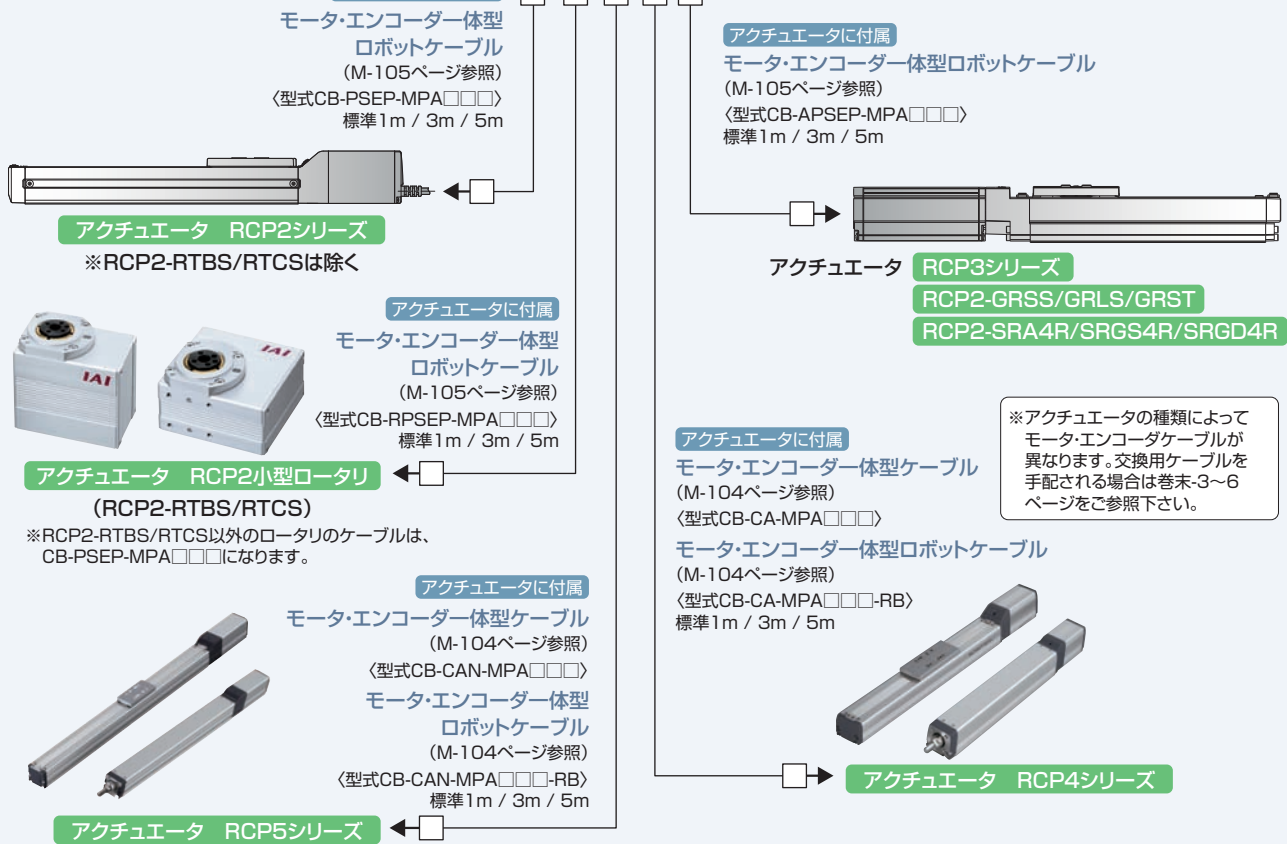 モータ・エンコーダ一体型
ロボットケーブル
(M-105ページ参照)
〈型式CB-PSEP-MPA□□□〉
標準1m / 3m / 5m
アクチュエータ RCP2シリーズ
※RCP2-RTBS/RTCSは除く
アクチュエータに付属
モータ・エンコーダ一体型ロボットケーブル
(M-105ページ参照)
〈型式CB-APSEP-MPA□□□〉
標準1m / 3m / 5m
アクチュエータ RCP3シリーズ
RCP2-GRSS/GRLS/GRST
RCP2-SRA4R/SRGS4R/SRGD4R
IAI
IAI
アクチュエータに付属
モータ・エンコーダ一体型
ロボットケーブル
(M-105ページ参照)
〈型式CB-RPSEP-MPA□□□〉
標準1m / 3m / 5m
アクチュエータ RCP2小型ロータリ
(RCP2-RTBS/RTCS)
※RCP2-RTBS/RTCS以外のロータリのケーブルは、
CB-PSEP-MPA□□□になります。
※アクチュエータの種類によって
モータ・エンコーダケーブルが
異なります。交換用ケーブルを
手配される場合は巻末-3〜6
ページをご参照下さい。
アクチュエータに付属
モータ・エンコーダ一体型ケーブル
(M-104ページ参照)
〈型式CB-CAN-MPA□□□〉
モータ・エンコーダ一体型
ロボットケーブル
(M-104ページ参照)
〈型式CB-CAN-MPA□□□-RB〉
標準1m / 3m / 5m
アクチュエータ RCP5シリーズ
アクチュエータに付属
モータ・エンコーダ一体型ケーブル
(M-104ページ参照)
〈型式CB-CA-MPA□□□〉
モータ・エンコーダ一体型ロボットケーブル
(M-104ページ参照)
〈型式CB-CA-MPA□□□-RB〉
標準1m / 3m / 5m
アクチュエータ RCP4シリーズ